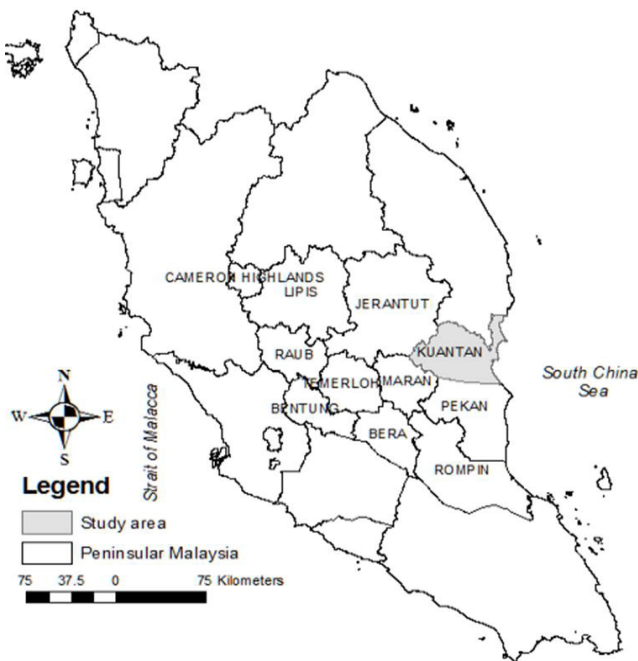 CAMERON HIGHLANDS
LIPIS
JERANTUT
KUANTAN
RAUB
TEMERLOH
MARAN
BENTUNG
PEKAN
BERA
ROMPIN
South China
Sea
Strait of Malacca
N
W
E
S
Legend
Study area
Peninsular Malaysia
75 37.5 0 75 Kilometers